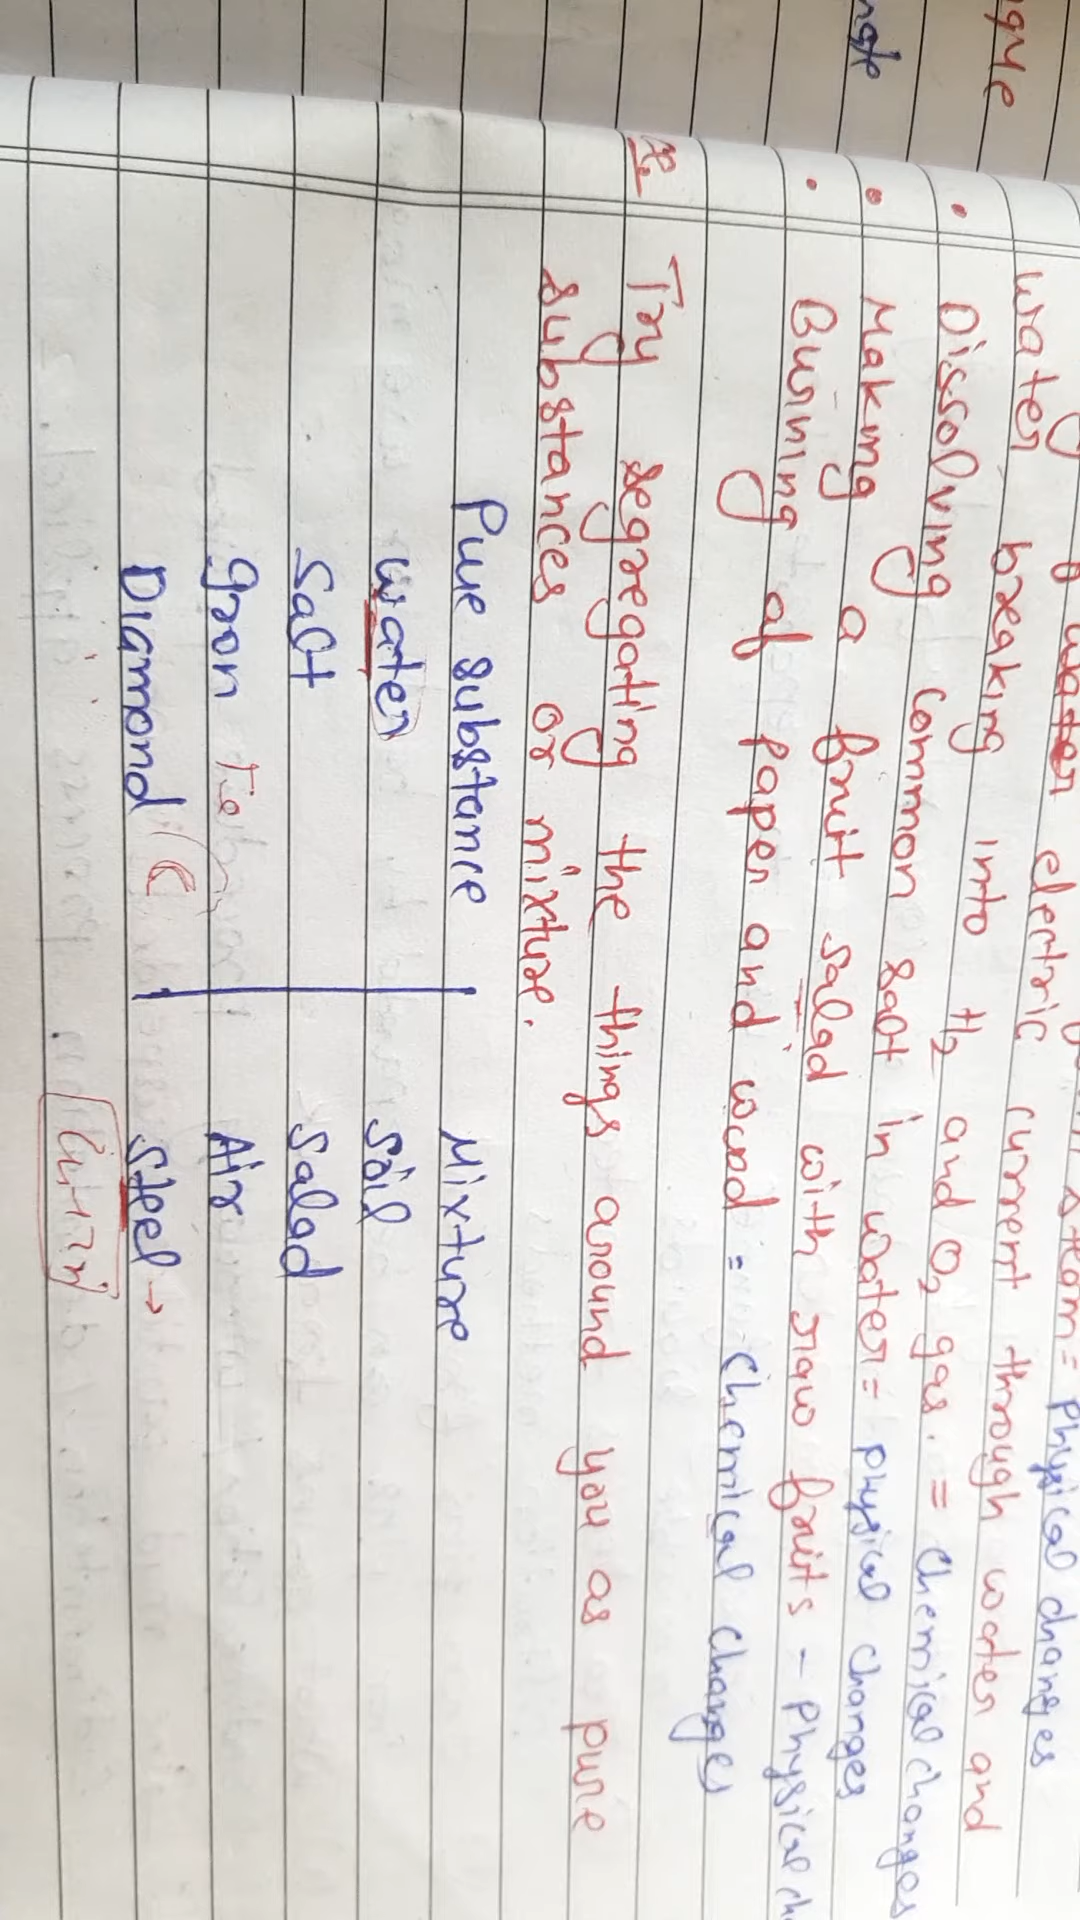 water = Physical changes
electric current through water and
water breaking into H2 and O2 gas. = Chemical changes
• Dissolving common salt in water = physical changes
• Making a fruit salad with raw fruits - Physical
• Burning of paper and wood = chemical changes
Try segregating the things around you as pure
substances or mixture.
Pure substance Mixture
water Soil
Salt Salad
Iron Fe Air
Diamond (C Steel →